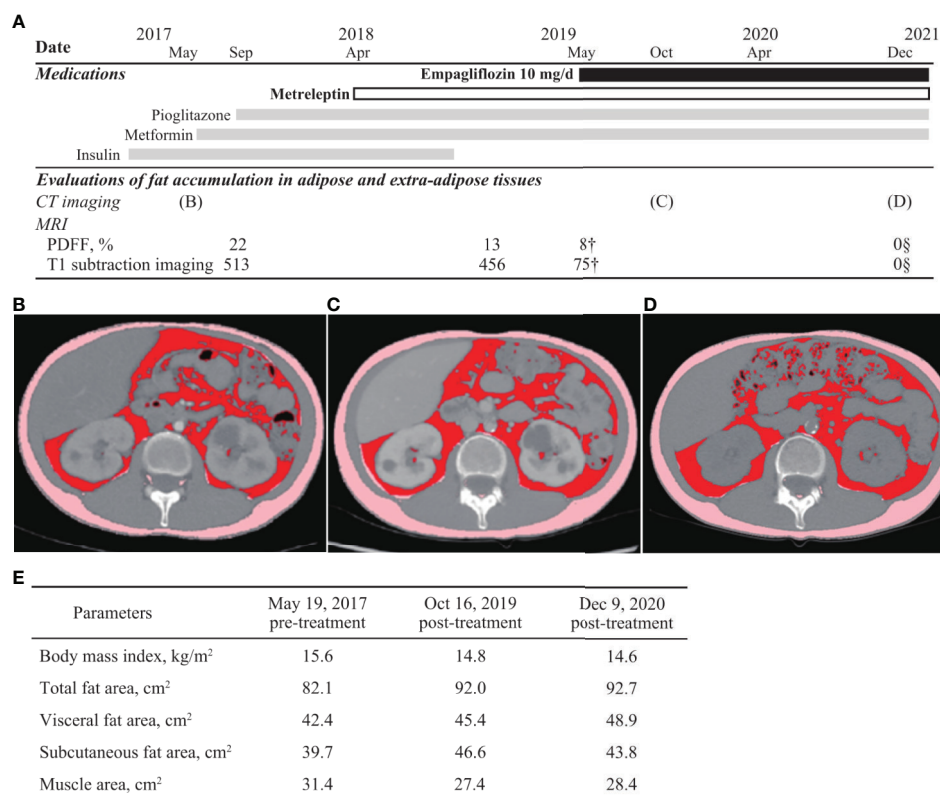 A
2017 2018 2019 2020 2021
Date May Sep Apr May Oct Apr Dec
Medications Empagliflozin 10 mg/d
Metreleptin
Pioglitazone
Metformin
Insulin
Evaluations of fat accumulation in adipose and extra-adipose tissues
CT imaging (B) (C) (D)
MRI
PDFF, % 22 13 8† 0§
T1 subtraction imaging 513 456 75† 0§
B C D
E
Parameters May 19, 2017 pre-treatment Oct 16, 2019 post-treatment Dec 9, 2020 post-treatment
Body mass index, kg/m² 15.6 14.8 14.6
Total fat area, cm² 82.1 92.0 92.7
Visceral fat area, cm² 42.4 45.4 48.9
Subcutaneous fat area, cm² 39.7 46.6 43.8
Muscle area, cm² 31.4 27.4 28.4